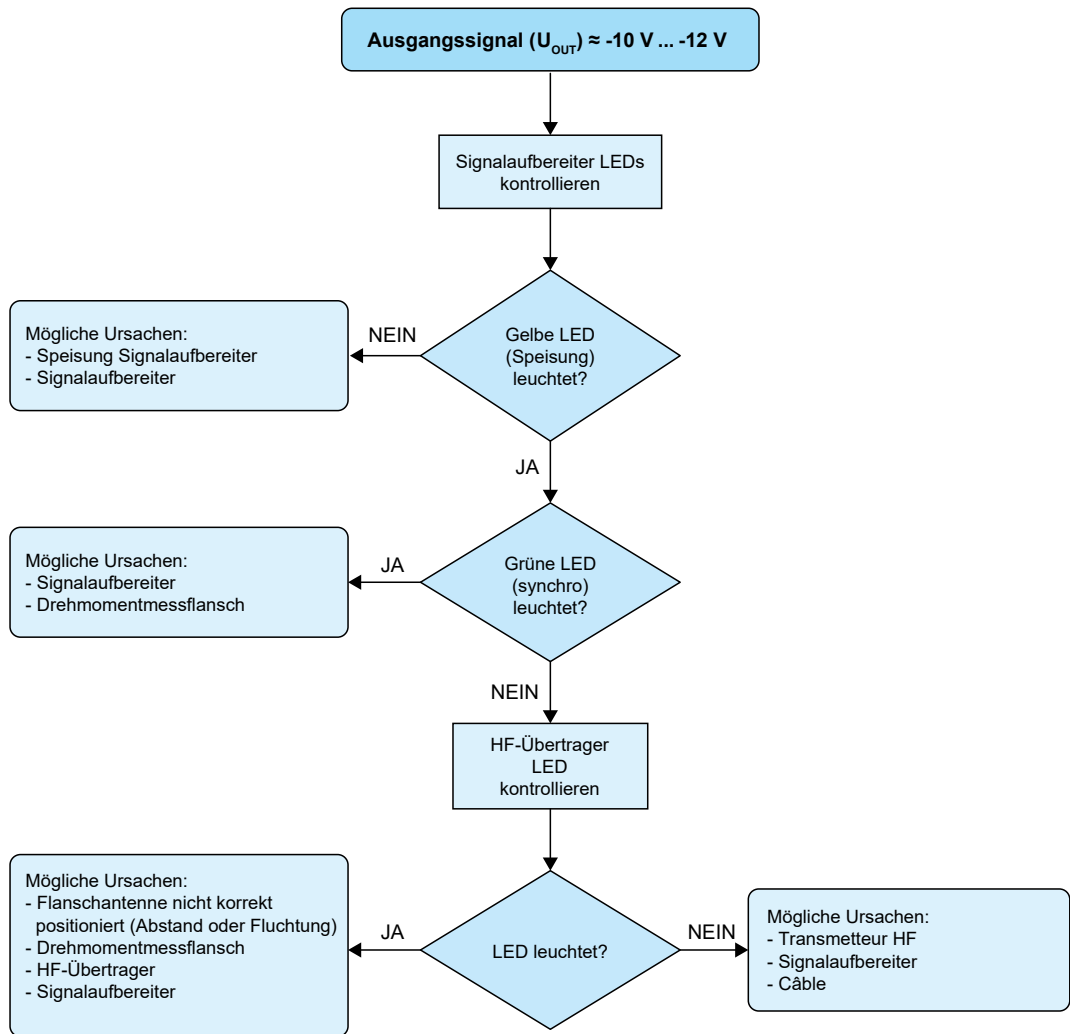 Ausgangssignal (U_OUT) ≈ -10 V ... -12 V
Signalaufbereiter LEDs
kontrollieren
Gelbe LED
(Speisung)
leuchtet?
NEIN
Mögliche Ursachen:
- Speisung Signalaufbereiter
- Signalaufbereiter
JA
Grüne LED
(synchro)
leuchtet?
JA
Mögliche Ursachen:
- Signalaufbereiter
- Drehmomentmessflansch
NEIN
HF-Übertrager
LED
kontrollieren
LED leuchtet?
JA
Mögliche Ursachen:
- Flanschantenne nicht korrekt
positioniert (Abstand oder Fluchtung)
- Drehmomentmessflansch
- HF-Übertrager
- Signalaufbereiter
NEIN
Mögliche Ursachen:
- Transmetteur HF
- Signalaufbereiter
- Câble